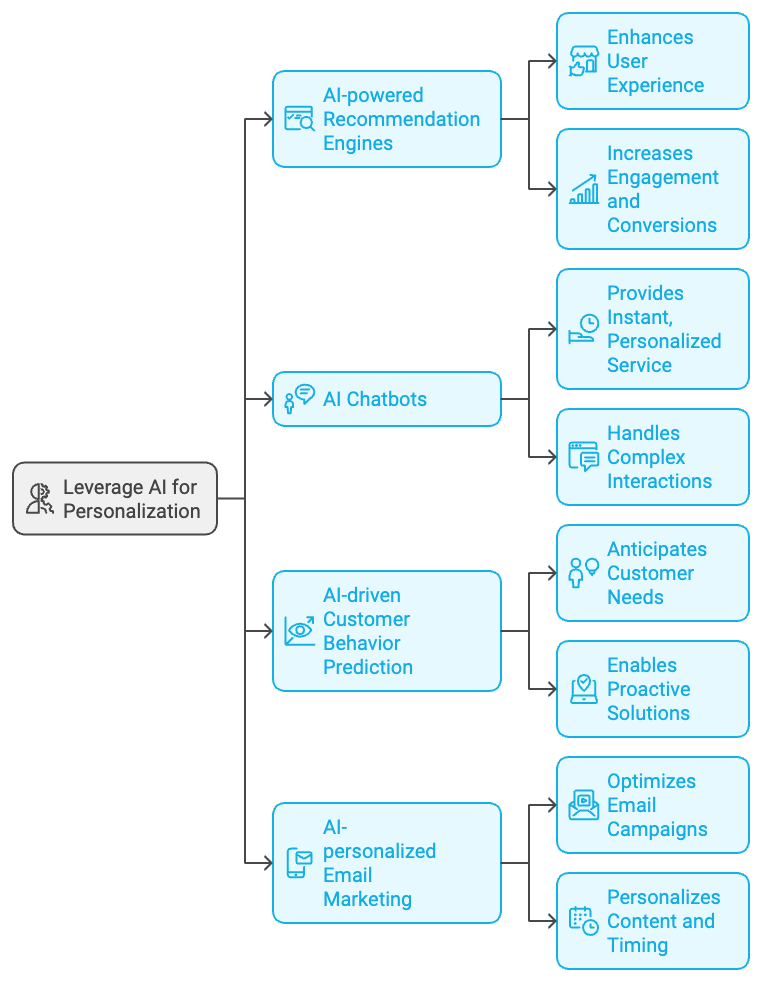 Leverage AI for
Personalization
AI-powered
Recommendation
Engines
Enhances
User
Experience
Increases
Engagement
and
Conversions
AI Chatbots
Provides
Instant,
Personalized
Service
Handles
Complex
Interactions
AI-driven
Customer
Behavior
Prediction
Anticipates
Customer
Needs
Enables
Proactive
Solutions
AI-
personalized
Email
Marketing
Optimizes
Email
Campaigns
Personalizes
Content and
Timing